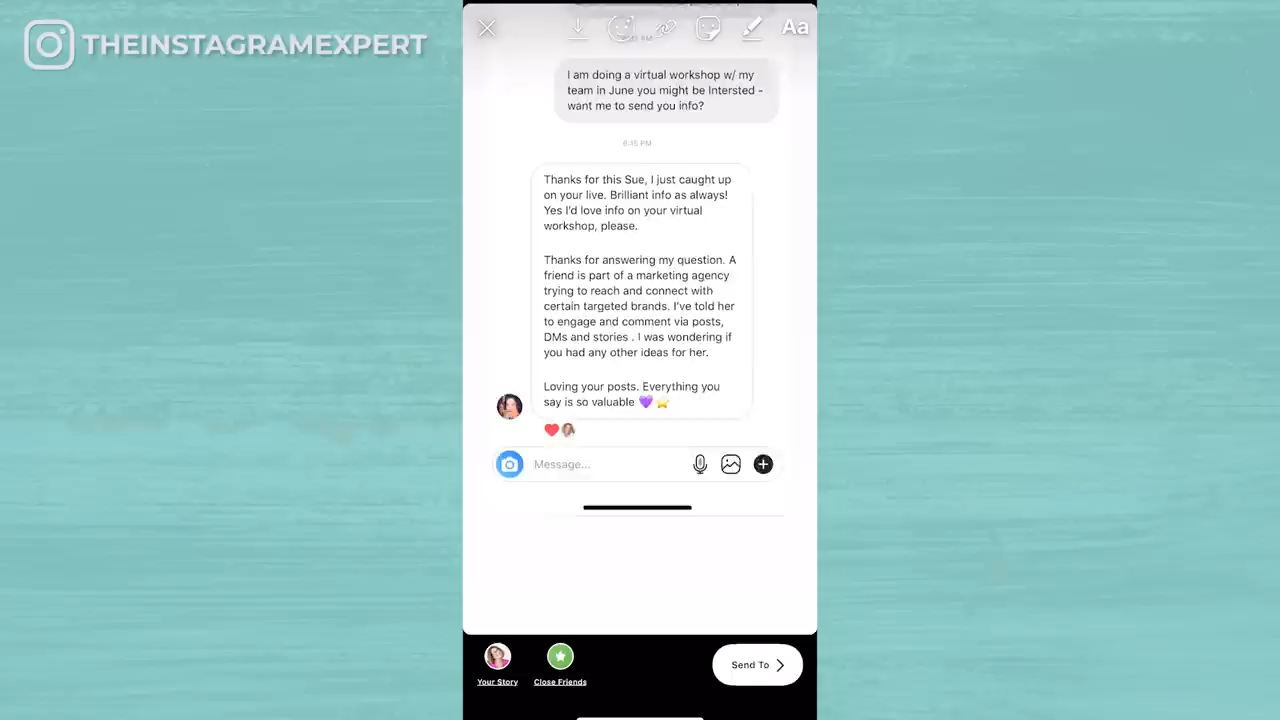 THEINSTAGRAMEXPERT
Aa
I am doing a virtual workshop w/ my
team in June you might be Intersted -
want me to send you info?
6:15 PM
Thanks for this Sue, I just caught up
on your live. Brilliant info as always!
Yes I'd love info on your virtual
workshop, please.
Thanks for answering my question. A
friend is part of a marketing agency
trying to reach and connect with
certain targeted brands. I've told her
to engage and comment via posts,
DMs and stories . I was wondering if
you had any other ideas for her.
Loving your posts. Everything you
say is so valuable 💜 ⭐
Message...
Your Story
Close Friends
Send To